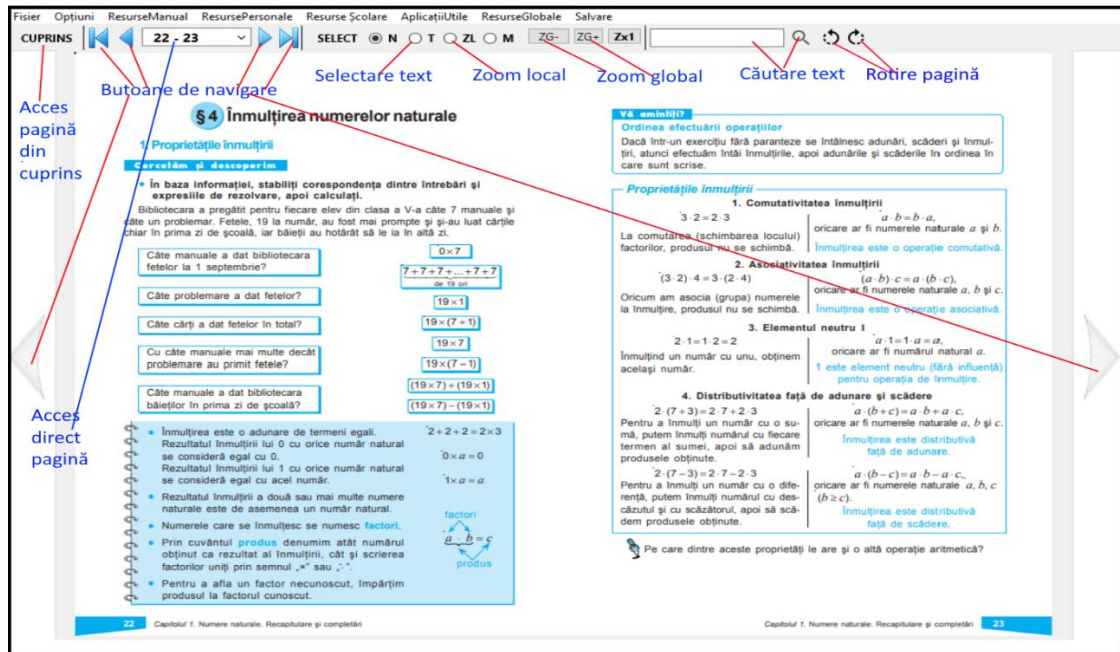 Fisier Opțiuni ResurseManual ResursePersonale Resurse Școlare AplicațiiUtile ResurseGlobale Salvare
CUPRINS 22 - 23 SELECT N T ZL M ZG- ZG+ Zx1
Selectare text Zoom local Zoom global Căutare text Rotire pagină
Butoane de navigare
Acces
pagină
din
cuprins
Acces
direct
pagină
§ 4 Înmulțirea numerelor naturale
1. Proprietățile înmulțirii
Cercetăm și descoperim
• În baza informației, stabiliți corespondența dintre întrebări și
expresiile de rezolvare, apoi calculați.
Bibliotecara a pregătit pentru fiecare elev din clasa a V-a câte 7 manuale și
câte un problemar. Fetele, 19 la număr, au fost mai prompte și și-au luat cărțile
chiar în prima zi de școală, iar băieții au hotărât să le ia în altă zi.
Câte manuale a dat bibliotecara
fetelor la 1 septembrie?
Câte problemare a dat fetelor?
Câte cărți a dat fetelor în total?
Cu câte manuale mai multe decât
problemare au primit fetele?
Câte manuale a dat bibliotecara
băieților în prima zi de școală?
0×7
7+7+7+...+7+7
de 19 ori
19×1
19×(7+1)
19×7
19×(7−1)
(19×7)+(19×1)
(19×7)−(19×1)
• Înmulțirea este o adunare de termeni egali. 2+2+2=2×3
Rezultatul înmulțirii lui 0 cu orice număr natural
se consideră egal cu 0. 0×a=0
Rezultatul înmulțirii lui 1 cu orice număr natural
se consideră egal cu acel număr. 1×a=a
• Rezultatul înmulțirii a două sau mai multe numere
naturale este de asemenea un număr natural.
• Numerele care se înmulțesc se numesc factori.
• Prin cuvântul produs denumim atât numărul
obținut ca rezultat al înmulțirii, cât și scrierea
factorilor uniți prin semnul „×” sau „·”.
• Pentru a afla un factor necunoscut, împărțim
produsul la factorul cunoscut.
factori
a · b = c
produs
22 Capitolul 1. Numere naturale. Recapitulare și completări
Vă amintiți?
Ordinea efectuării operațiilor
Dacă într-un exercițiu fără paranteze se întâlnesc adunări, scăderi și înmul-
țiri, atunci efectuăm întâi înmulțirile, apoi adunările și scăderile în ordinea în
care sunt scrise.
Proprietățile înmulțirii
1. Comutativitatea înmulțirii
3·2=2·3
La comutarea (schimbarea locului)
factorilor, produsul nu se schimbă.
a·b=b·a,
oricare ar fi numerele naturale a și b.
Înmulțirea este o operație comutativă.
2. Asociativitatea înmulțirii
(3·2)·4=3·(2·4)
Oricum am asocia (grupa) numerele
la înmulțire, produsul nu se schimbă.
(a·b)·c=a·(b·c),
oricare ar fi numerele naturale a, b și c.
Înmulțirea este o operație asociativă.
3. Elementul neutru 1
2·1=1·2=2
Înmulțind un număr cu unu, obținem
același număr.
a·1=1·a=a,
oricare ar fi numărul natural a.
1 este element neutru (fără influență)
pentru operația de înmulțire.
4. Distributivitatea față de adunare și scădere
2·(7+3)=2·7+2·3
Pentru a înmulți un număr cu o su-
mă, putem înmulți numărul cu fiecare
termen al sumei, apoi să adunăm
produsele obținute.
a·(b+c)=a·b+a·c,
oricare ar fi numerele naturale a, b și c.
Înmulțirea este distributivă
față de adunare.
2·(7−3)=2·7−2·3
Pentru a înmulți un număr cu o dife-
rență, putem înmulți numărul cu des-
căzutul și cu scăzătorul, apoi să scă-
dem produsele obținute.
a·(b−c)=a·b−a·c,
oricare ar fi numerele naturale a, b, c
(b≥c).
Înmulțirea este distributivă
față de scădere.
Pe care dintre aceste proprietăți le are și o altă operație aritmetică?
Capitolul 1. Numere naturale. Recapitulare și completări 23